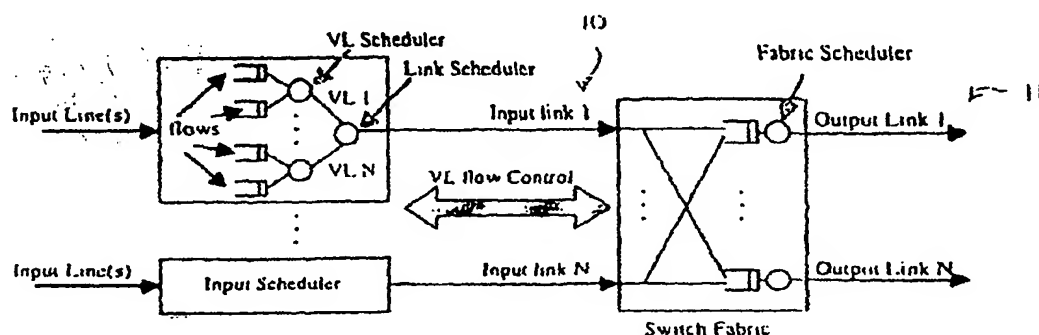 VL Scheduler
10
Fabric Scheduler
Link Scheduler
Input Line(s)
flows
VL 1
Input link 1
Output Link 1
VL N
VL flow Control
Input Line(s)
Input Scheduler
Input link N
Output Link N
Switch Fabric